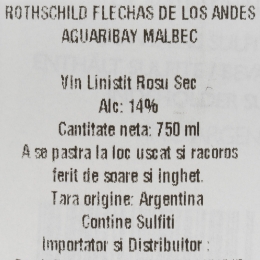 ROTHSCHILD FLECHAS DE LOS ANDES
AGUARIBAY MALBEC
Vin Linistit Rosu Sec
Alc: 14%
Cantitate neta: 750 ml
A se pastra la loc uscat si racoros
ferit de soare si inghet.
Tara origine: Argentina
Contine Sulfiti
Importator si Distribuitor :